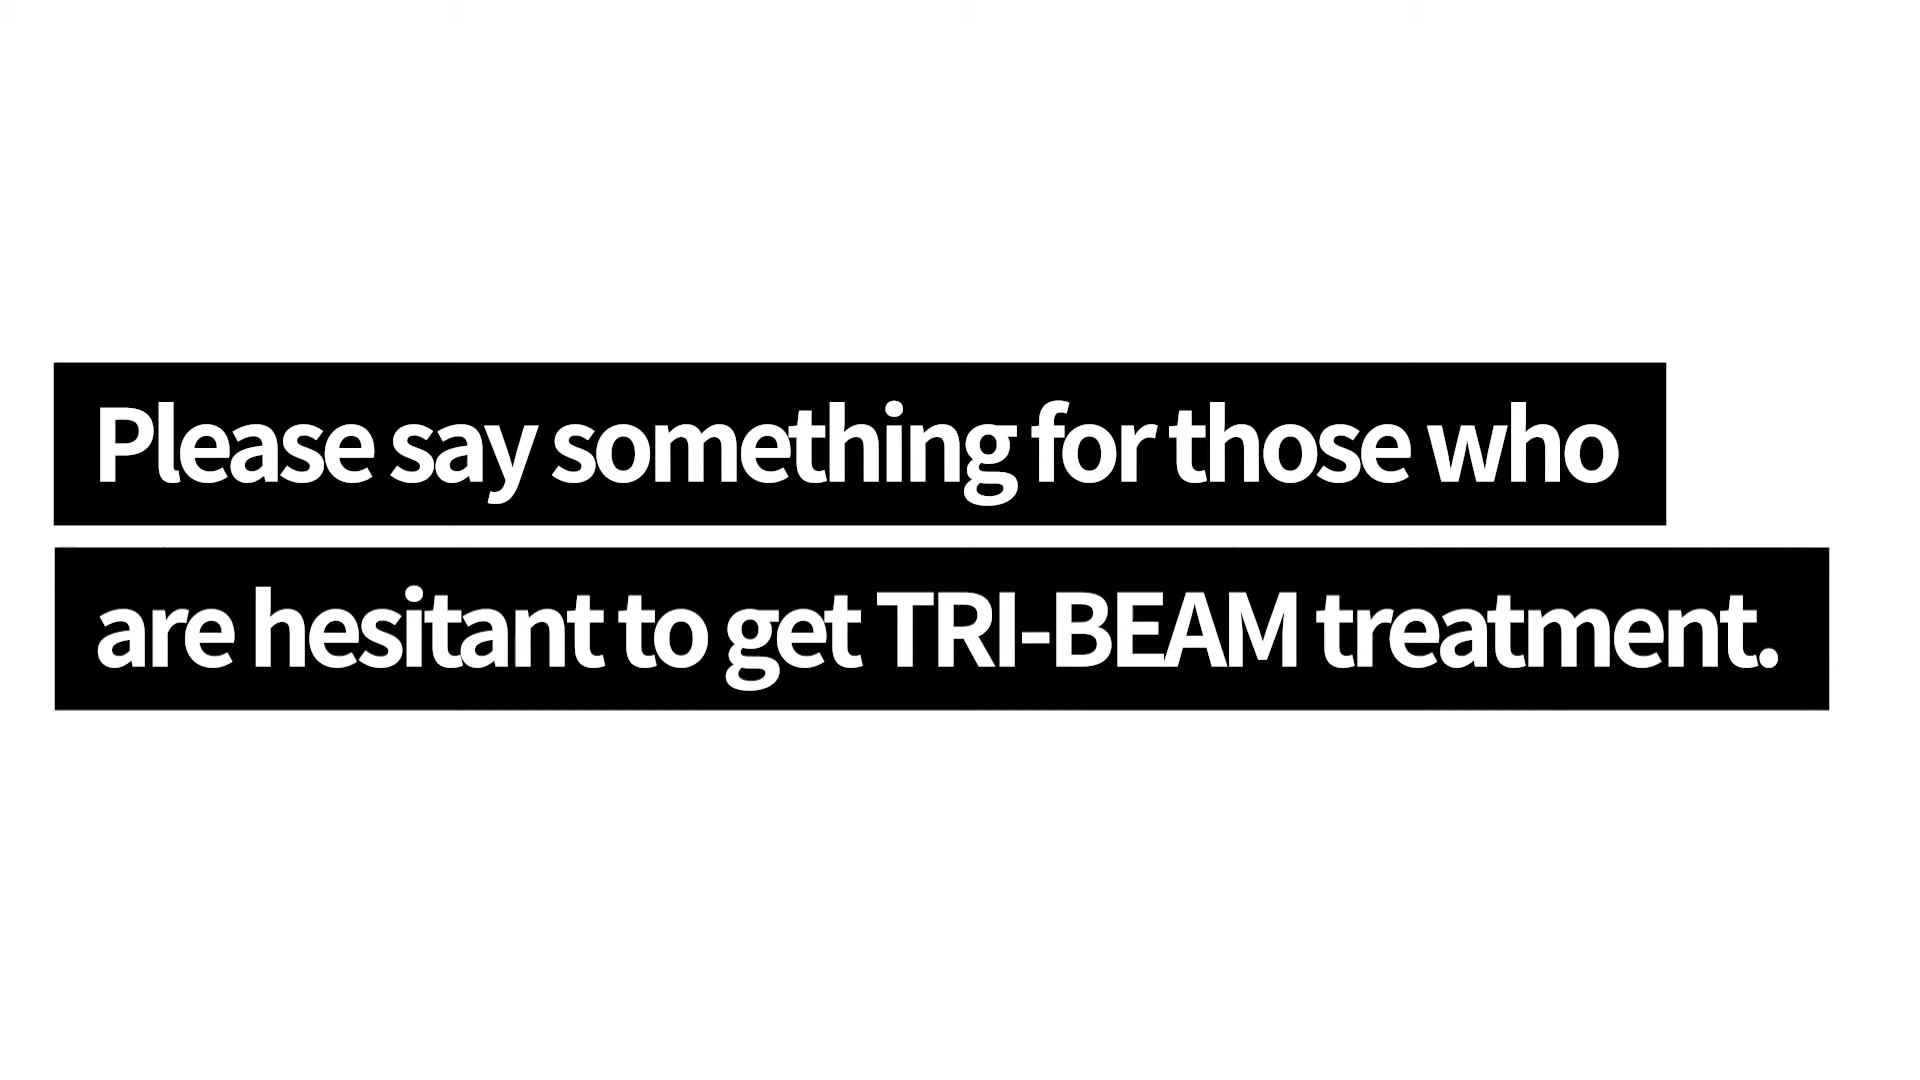 Please say something for those who
are hesitant to get TRI-BEAM treatment.